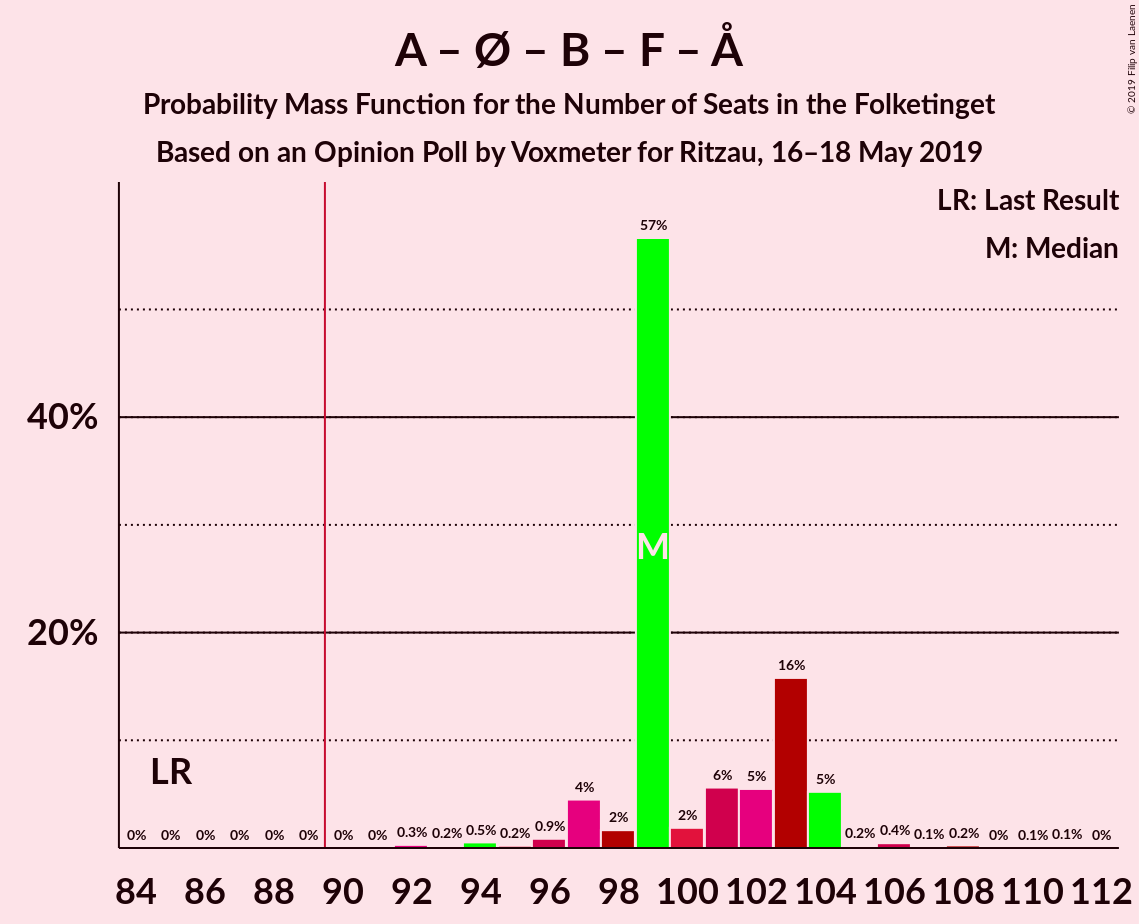 A – Ø – B – F – Å
Probability Mass Function for the Number of Seats in the Folketinget
Based on an Opinion Poll by Voxmeter for Ritzau, 16–18 May 2019
© 2019 Filip van Laenen
LR: Last Result
M: Median
57%
40%
M
16%
20%
LR
4%
6%
5%
5%
0% 0% 0% 0% 0% 0% 0% 0% 0.3% 0.2% 0.5% 0.2% 0.9% 2% 2% 0.2% 0.4% 0.1% 0.2% 0% 0.1% 0.1% 0%
84 86 88 90 92 94 96 98 100 102 104 106 108 110 112